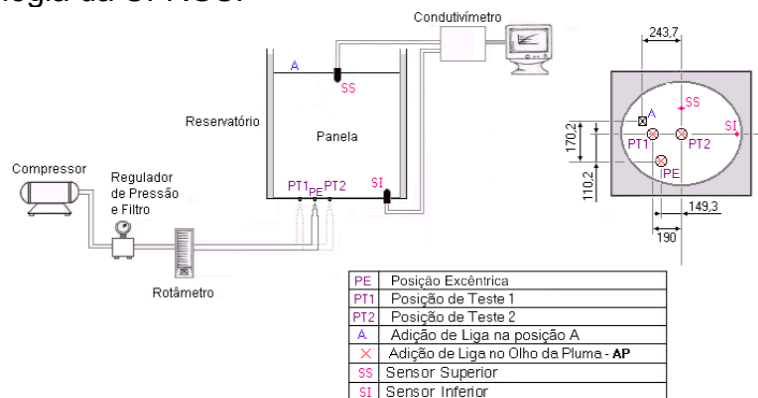 Condutivímetro
243,7
A
SS
Reservatório
Panela
A
SS
SI
PT1
PT2
PE
170,2
110,2
149,3
190
Compressor
Regulador
de Pressão
e Filtro
PT1 PE PT2
SI
Rotâmetro
PE Posição Excêntrica
PT1 Posição de Teste 1
PT2 Posição de Teste 2
A Adição de Liga na posição A
Adição de Liga no Olho da Pluma - AP
SS Sensor Superior
SI Sensor Inferior